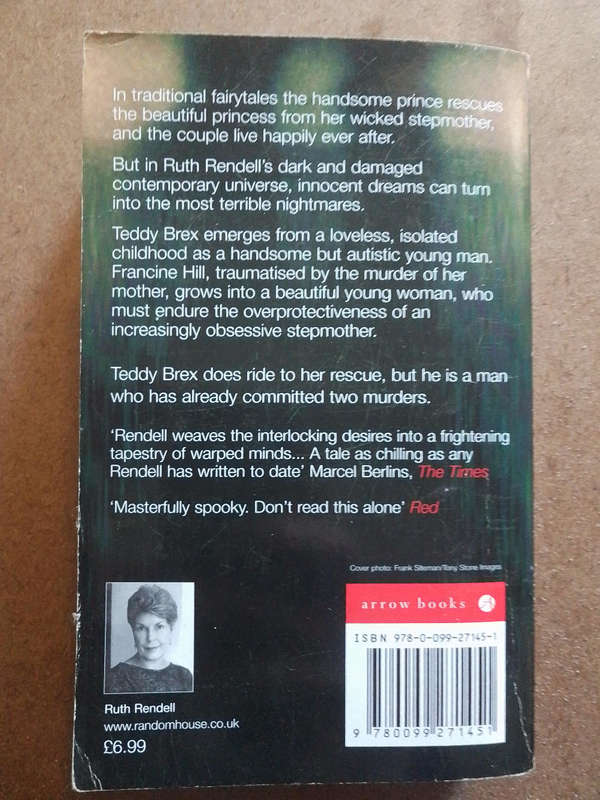 In traditional fairytales the handsome prince rescues
the beautiful princess from her wicked stepmother,
and the couple live happily ever after.
But in Ruth Rendell's dark and damaged
contemporary universe, innocent dreams can turn
into the most terrible nightmares.
Teddy Brex emerges from a loveless, isolated
childhood as a handsome but autistic young man.
Francine Hill, traumatised by the murder of her
mother, grows into a beautiful young woman, who
must endure the overprotectiveness of an
increasingly obsessive stepmother.
Teddy Brex does ride to her rescue, but he is a man
who has already committed two murders.
'Rendell weaves the interlocking desires into a frightening
tapestry of warped minds... A tale as chilling as any
Rendell has written to date' Marcel Berlins, The Times
'Masterfully spooky. Don't read this alone' Red
Cover photo: Frank Siteman/Tony Stone Images
arrow books
ISBN 978-0-099-27145-1
9 780099 271451
Ruth Rendell
www.randomhouse.co.uk
£6.99